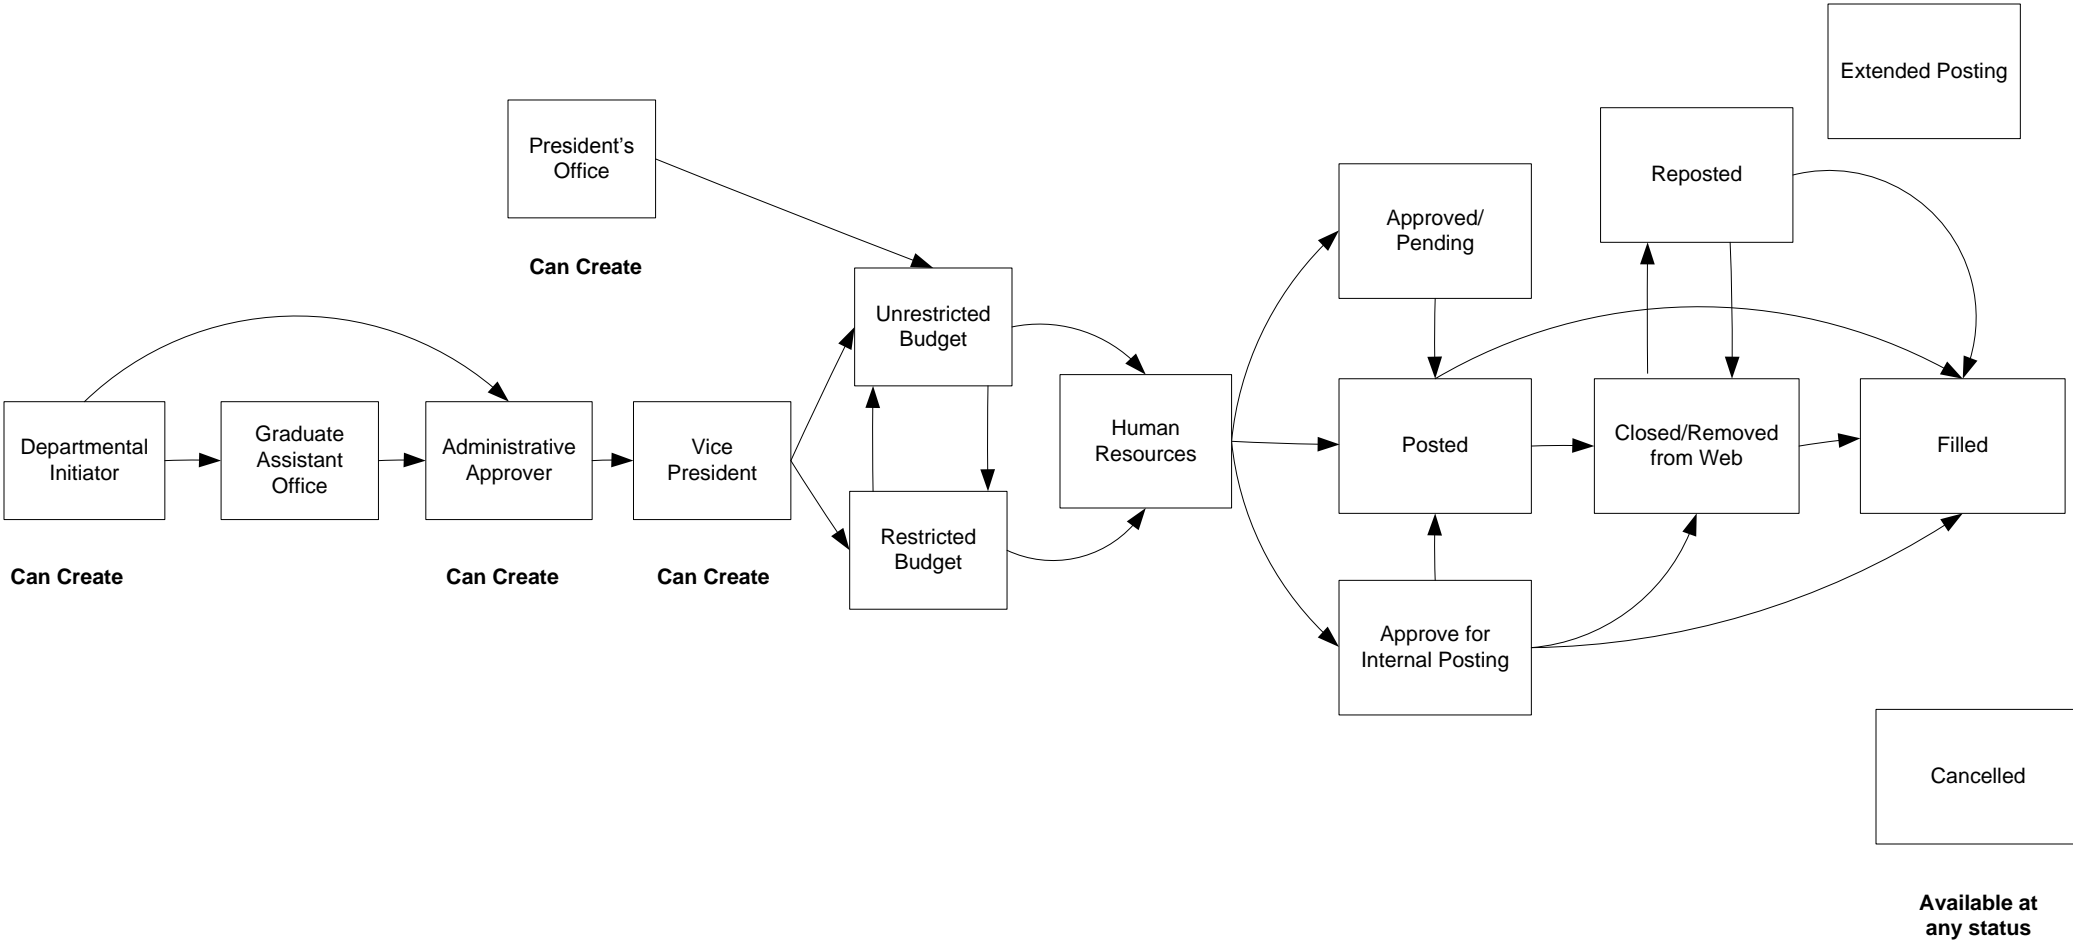 Extended Posting
President's
Office
Reposted
Approved/
Pending
Can Create
Unrestricted
Budget
Departmental
Initiator
Graduate
Assistant
Office
Administrative
Approver
Vice
President
Human
Resources
Posted
Closed/Removed
from Web
Filled
Restricted
Budget
Can Create
Can Create
Can Create
Approve for
Internal Posting
Cancelled
Available at
any status